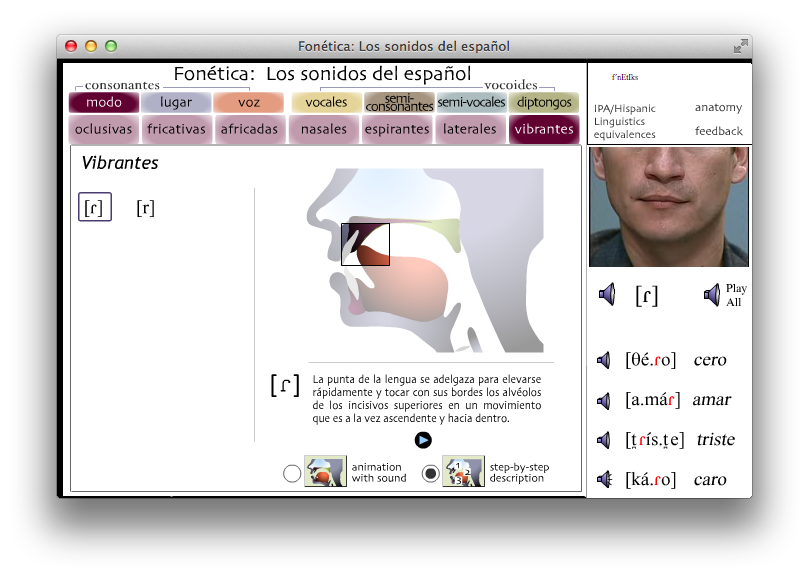 Fonética: Los sonidos del español
Fonética: Los sonidos del español
consonantes
vocoides
modo
lugar
voz
vocales
semi-
consonantes
semi-vocales
diptongos
oclusivas
fricativas
africadas
nasales
espirantes
laterales
vibrantes
fәnEtIks
IPA/Hispanic
Linguistics
equivalences
anatomy
feedback
Vibrantes
[ɾ]
[r]
[ɾ]
La punta de la lengua se adelgaza para elevarse
rápidamente y tocar con sus bordes los alvéolos
de los incisivos superiores en un movimiento
que es a la vez ascendente y hacia dentro.
animation
with sound
1
2
3
step-by-step
description
[ɾ]
Play
All
[θé.ɾo] cero
[a.máɾ] amar
[t̪ɾís.t̪e] triste
[ká.ɾo] caro